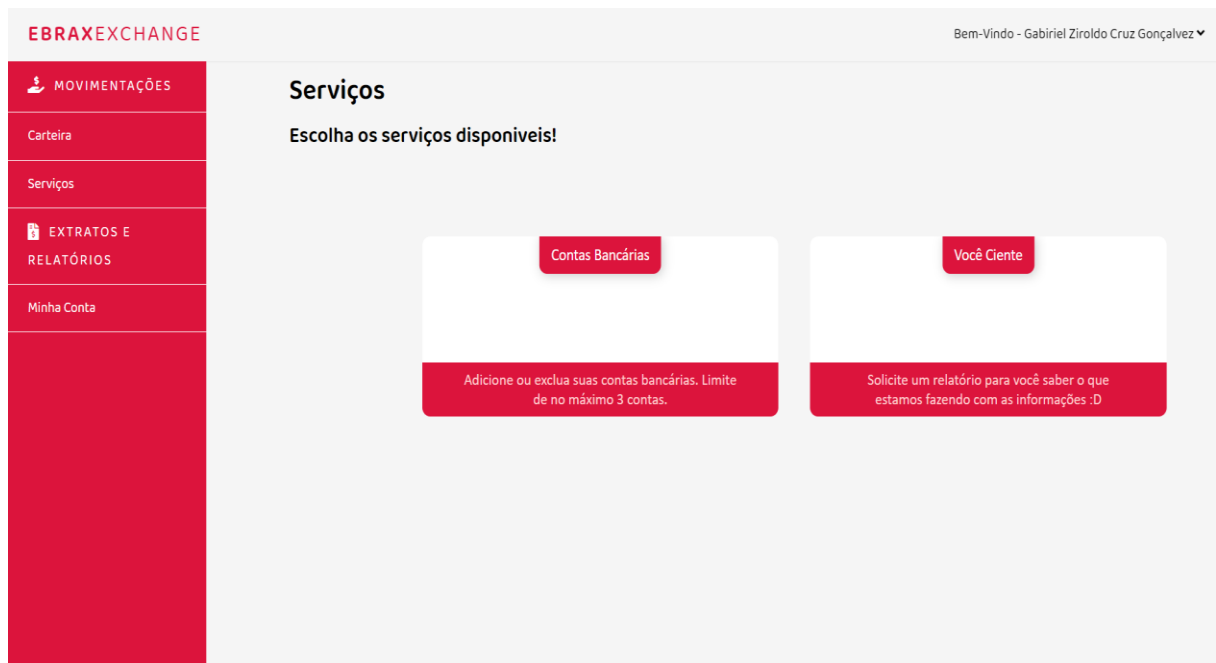 EBRAXEXCHANGE
Bem-Vindo - Gabriel Ziroldo Cruz Gonçalvez
MOVIMENTAÇÕES
Carteira
Serviços
EXTRATOS E
RELATÓRIOS
Minha Conta
Serviços
Escolha os serviços disponiveis!
Contas Bancárias
Adicione ou exclua suas contas bancárias. Limite
de no máximo 3 contas.
Você Ciente
Solicite um relatório para você saber o que
estamos fazendo com as informações :D